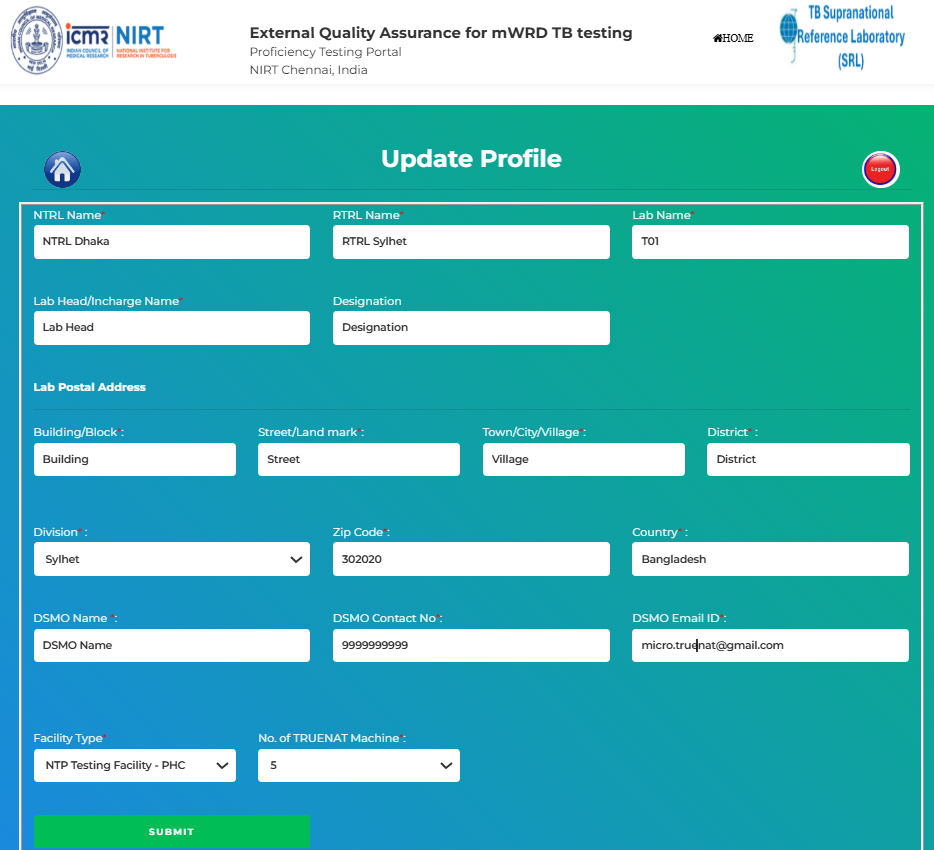 icmr NIRT
INDIAN COUNCIL OF MEDICAL RESEARCH
NATIONAL INSTITUTE FOR RESEARCH IN TUBERCULOSIS
External Quality Assurance for mWRD TB testing
Proficiency Testing Portal
NIRT Chennai, India
HOME
TB Supranational
Reference Laboratory
(SRL)
Update Profile
Logout
NTRL Name* RTRL Name* Lab Name*
NTRL Dhaka RTRL Sylhet T01
Lab Head/Incharge Name* Designation
Lab Head Designation
Lab Postal Address
Building/Block* : Street/Land mark* : Town/City/Village* : District* :
Building Street Village District
Division* : Zip Code* : Country* :
Sylhet 302020 Bangladesh
DSMO Name * : DSMO Contact No* : DSMO Email ID* :
DSMO Name 9999999999 micro.truenat@gmail.com
Facility Type* No. of TRUENAT Machine* :
NTP Testing Facility - PHC 5
SUBMIT